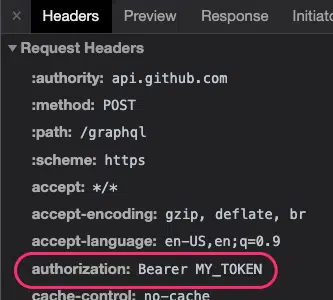 × Headers Preview Response Initiato
▼ Request Headers
:authority: api.github.com
:method: POST
:path: /graphql
:scheme: https
accept: */*
accept-encoding: gzip, deflate, br
accept-language: en-US,en;q=0.9
authorization: Bearer MY_TOKEN
cache-control: no-cache